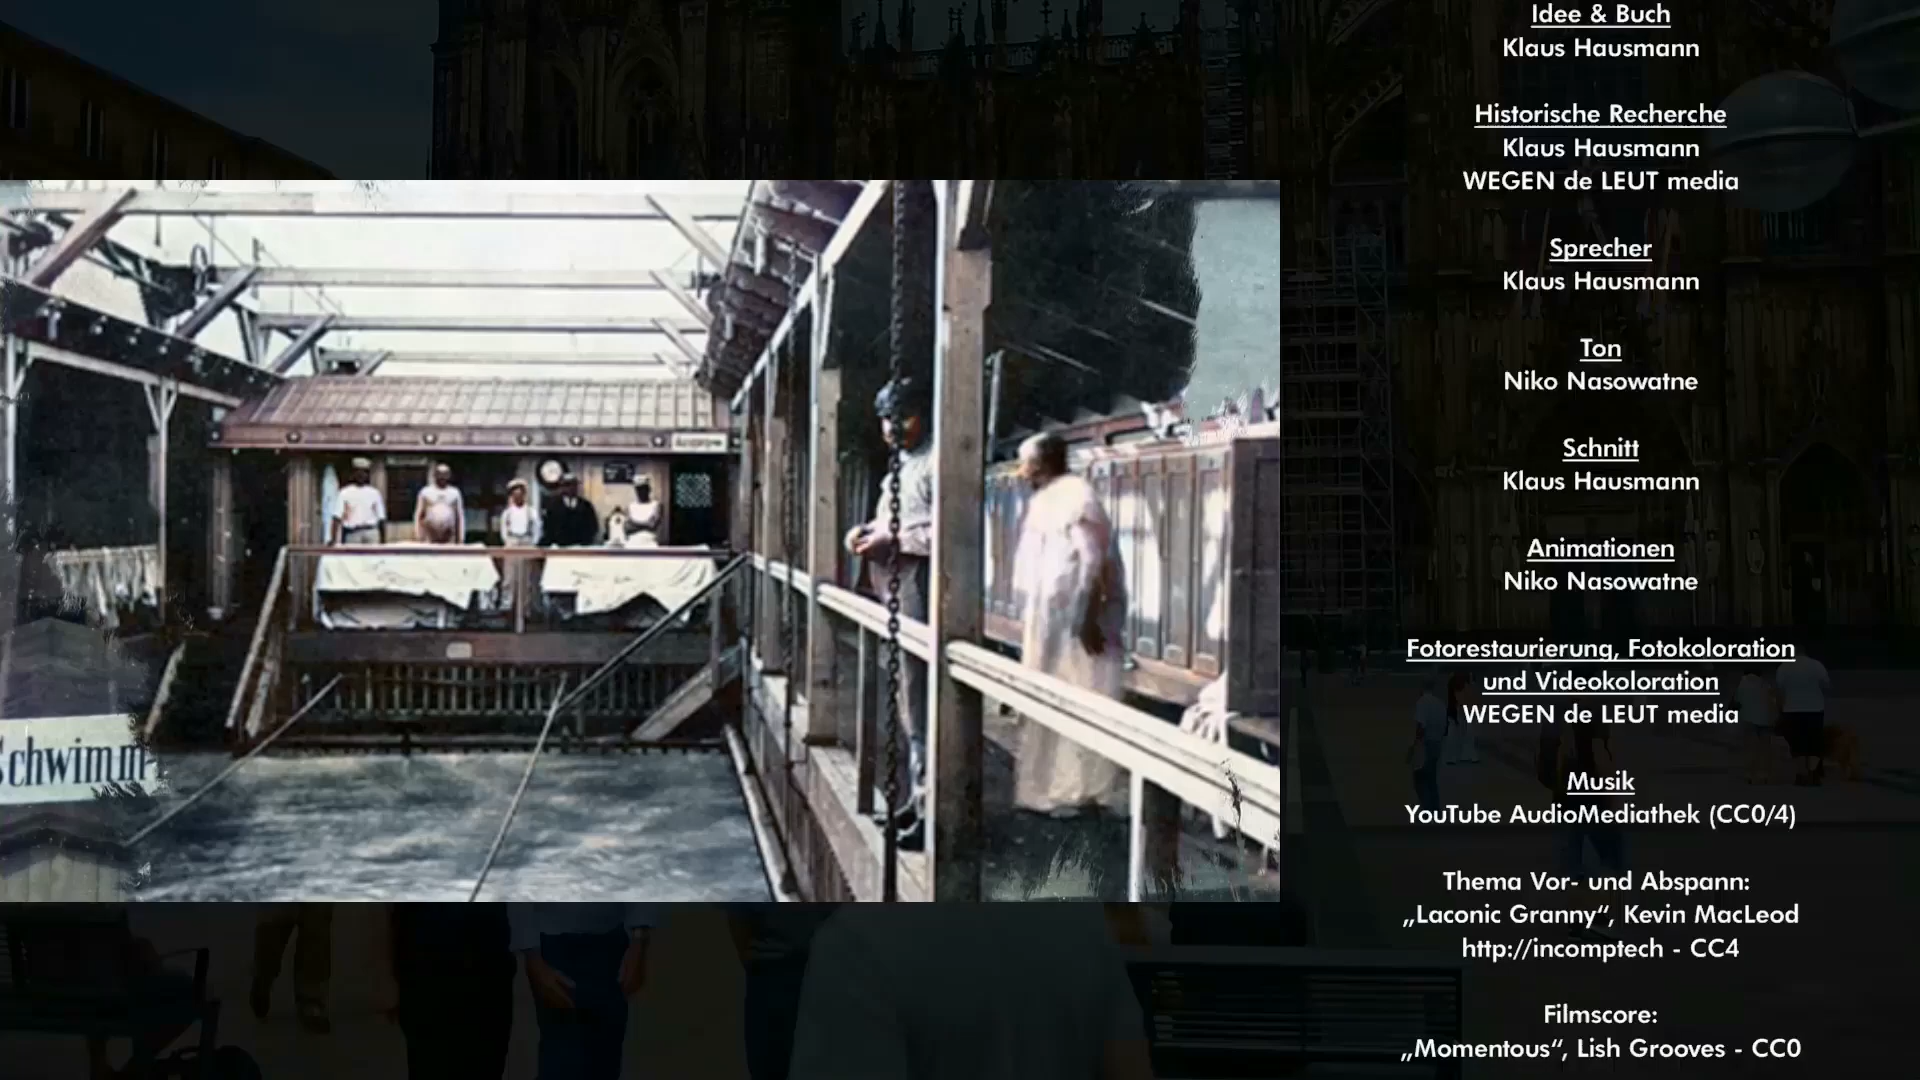 Idee & Buch
Klaus Hausmann
Historische Recherche
Klaus Hausmann
WEGEN de LEUT media
Sprecher
Klaus Hausmann
Ton
Niko Nasowatne
Schnitt
Klaus Hausmann
Animationen
Niko Nasowatne
Fotorestaurierung, Fotokoloration
und Videokoloration
WEGEN de LEUT media
Musik
YouTube AudioMediathek (CC0/4)
Thema Vor- und Abspann:
„Laconic Granny“, Kevin MacLeod
http://incomptech - CC4
Filmscore:
„Momentous“, Lish Grooves - CC0
Schwimm-